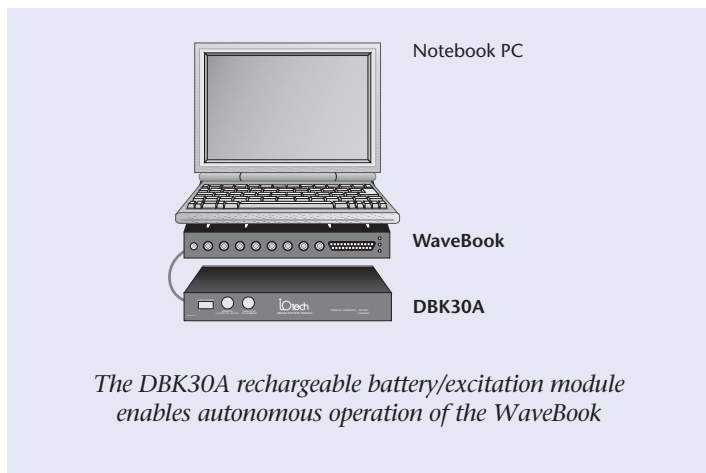 Notebook PC
WaveBook
iOtech
DBK30A
The DBK30A rechargeable battery/excitation module
enables autonomous operation of the WaveBook